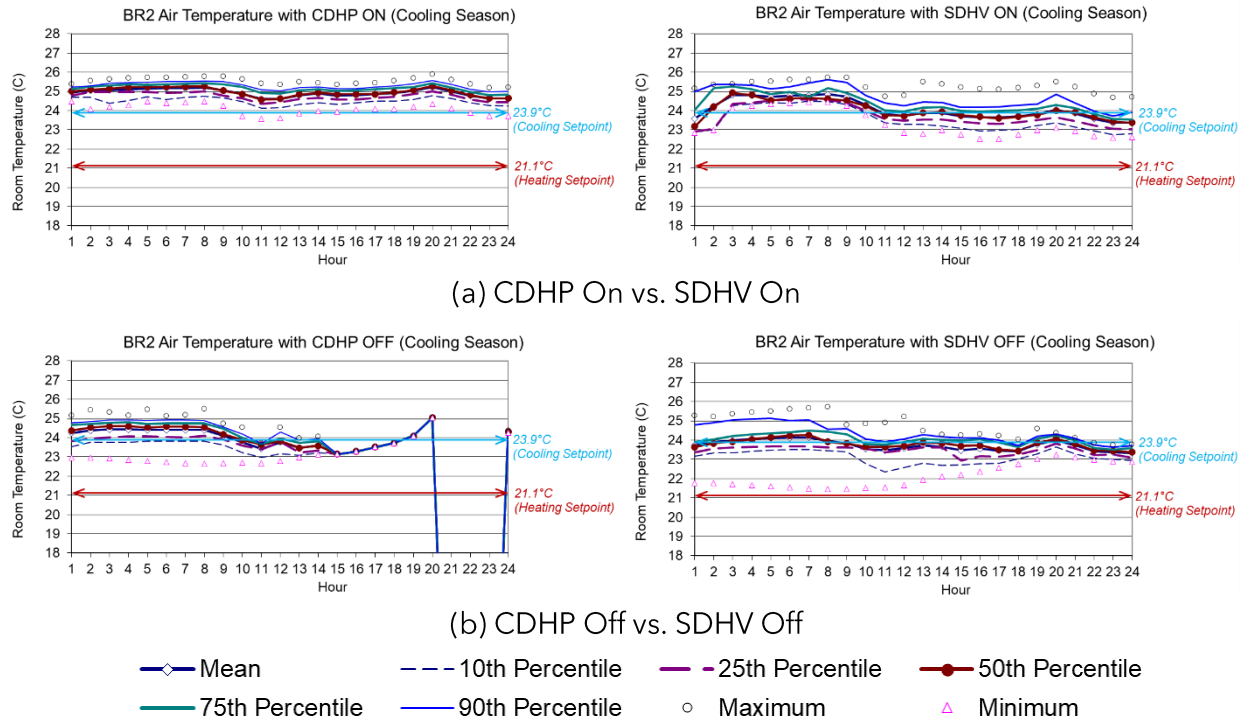 BR2 Air Temperature with CDHP ON (Cooling Season)
Room Temperature (C)
28
27
26
25
24
23
22
21
20
19
18
23.9°C
(Cooling Setpoint)
21.1°C
(Heating Setpoint)
1 2 3 4 5 6 7 8 9 10 11 12 13 14 15 16 17 18 19 20 21 22 23 24
Hour
BR2 Air Temperature with SDHV ON (Cooling Season)
Room Temperature (C)
28
27
26
25
24
23
22
21
20
19
18
23.9°C
(Cooling Setpoint)
21.1°C
(Heating Setpoint)
1 2 3 4 5 6 7 8 9 10 11 12 13 14 15 16 17 18 19 20 21 22 23 24
Hour
(a) CDHP On vs. SDHV On
BR2 Air Temperature with CDHP OFF (Cooling Season)
Room Temperature (C)
28
27
26
25
24
23
22
21
20
19
18
23.9°C
(Cooling Setpoint)
21.1°C
(Heating Setpoint)
1 2 3 4 5 6 7 8 9 10 11 12 13 14 15 16 17 18 19 20 21 22 23 24
Hour
BR2 Air Temperature with SDHV OFF (Cooling Season)
Room Temperature (C)
28
27
26
25
24
23
22
21
20
19
18
23.9°C
(Cooling Setpoint)
21.1°C
(Heating Setpoint)
1 2 3 4 5 6 7 8 9 10 11 12 13 14 15 16 17 18 19 20 21 22 23 24
Hour
(b) CDHP Off vs. SDHV Off
Mean 10th Percentile 25th Percentile 50th Percentile
75th Percentile 90th Percentile Maximum Minimum